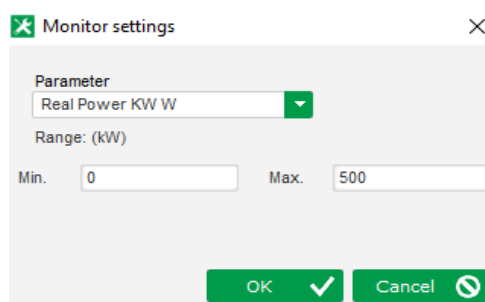 Monitor settings
Parameter
Real Power KW W
Range: (kW)
Min. 0 Max. 500
OK Cancel